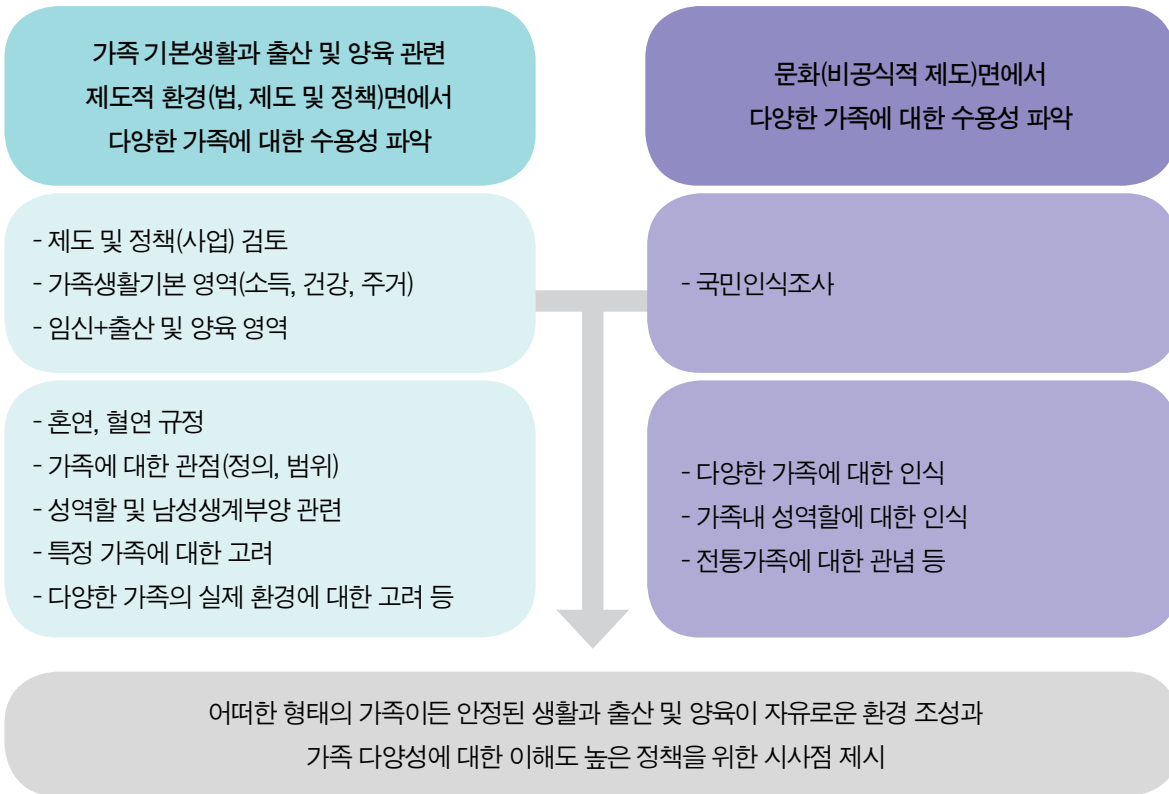 가족 기본생활과 출산 및 양육 관련
제도적 환경(법, 제도 및 정책)면에서
다양한 가족에 대한 수용성 파악
문화(비공식적 제도)면에서
다양한 가족에 대한 수용성 파악
- 제도 및 정책(사업) 검토
- 가족생활기본 영역(소득, 건강, 주거)
- 임신+출산 및 양육 영역
- 국민인식조사
- 혼연, 혈연 규정
- 가족에 대한 관점(정의, 범위)
- 성역할 및 남성생계부양 관련
- 특정 가족에 대한 고려
- 다양한 가족의 실제 환경에 대한 고려 등
- 다양한 가족에 대한 인식
- 가족내 성역할에 대한 인식
- 전통가족에 대한 관념 등
어떠한 형태의 가족이든 안정된 생활과 출산 및 양육이 자유로운 환경 조성과
가족 다양성에 대한 이해도 높은 정책을 위한 시사점 제시